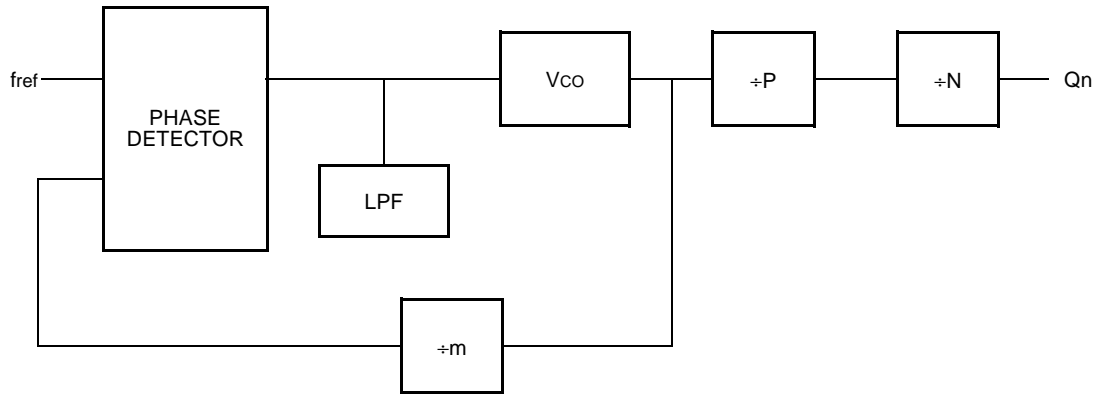 fref
PHASE
DETECTOR
VCO
÷P
÷N
Qn
LPF
÷m